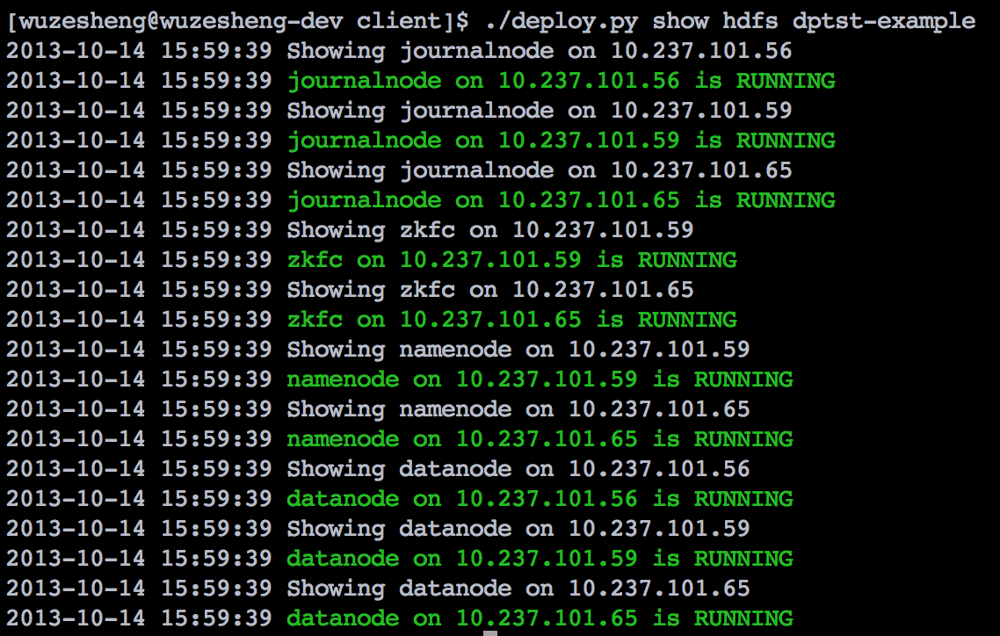 [wuzesheng@wuzesheng-dev client]$ ./deploy.py show hdfs dptst-example
2013-10-14 15:59:39 Showing journalnode on 10.237.101.56
2013-10-14 15:59:39 journalnode on 10.237.101.56 is RUNNING
2013-10-14 15:59:39 Showing journalnode on 10.237.101.59
2013-10-14 15:59:39 journalnode on 10.237.101.59 is RUNNING
2013-10-14 15:59:39 Showing journalnode on 10.237.101.65
2013-10-14 15:59:39 journalnode on 10.237.101.65 is RUNNING
2013-10-14 15:59:39 Showing zkfc on 10.237.101.59
2013-10-14 15:59:39 zkfc on 10.237.101.59 is RUNNING
2013-10-14 15:59:39 Showing zkfc on 10.237.101.65
2013-10-14 15:59:39 zkfc on 10.237.101.65 is RUNNING
2013-10-14 15:59:39 Showing namenode on 10.237.101.59
2013-10-14 15:59:39 namenode on 10.237.101.59 is RUNNING
2013-10-14 15:59:39 Showing namenode on 10.237.101.65
2013-10-14 15:59:39 namenode on 10.237.101.65 is RUNNING
2013-10-14 15:59:39 Showing datanode on 10.237.101.56
2013-10-14 15:59:39 datanode on 10.237.101.56 is RUNNING
2013-10-14 15:59:39 Showing datanode on 10.237.101.59
2013-10-14 15:59:39 datanode on 10.237.101.59 is RUNNING
2013-10-14 15:59:39 Showing datanode on 10.237.101.65
2013-10-14 15:59:39 datanode on 10.237.101.65 is RUNNING